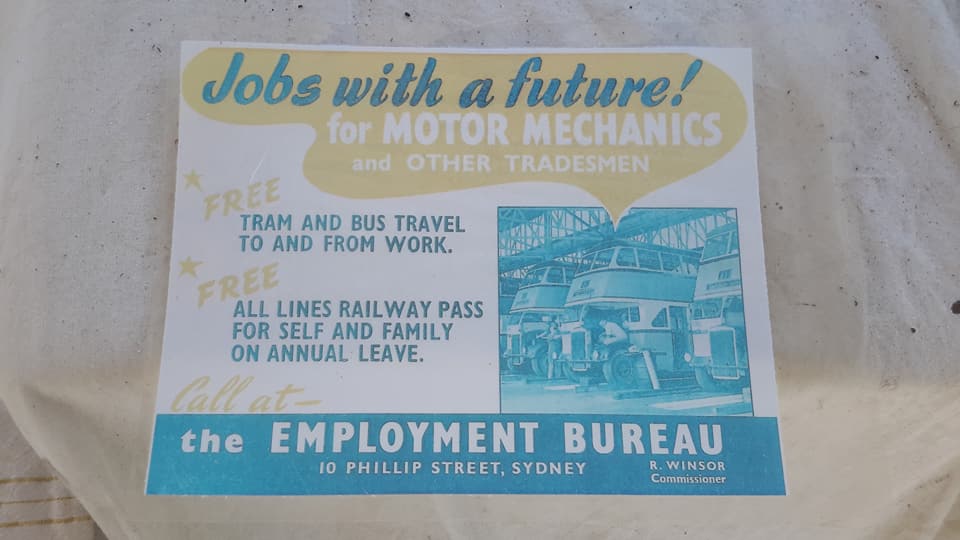 Jobs with a future!
for MOTOR MECHANICS
and OTHER TRADESMEN
FREE
TRAM AND BUS TRAVEL
TO AND FROM WORK.
FREE
ALL LINES RAILWAY PASS
FOR SELF AND FAMILY
ON ANNUAL LEAVE.
Call at—
the EMPLOYMENT BUREAU
10 PHILLIP STREET, SYDNEY
R. WINSOR
Commissioner